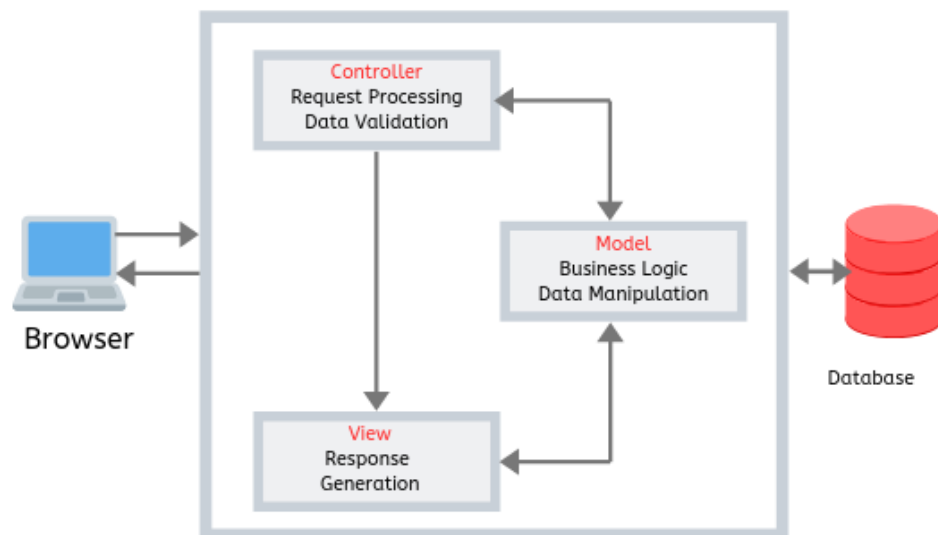 Controller
Request Processing
Data Validation
Model
Business Logic
Data Manipulation
Browser
Database
View
Response
Generation